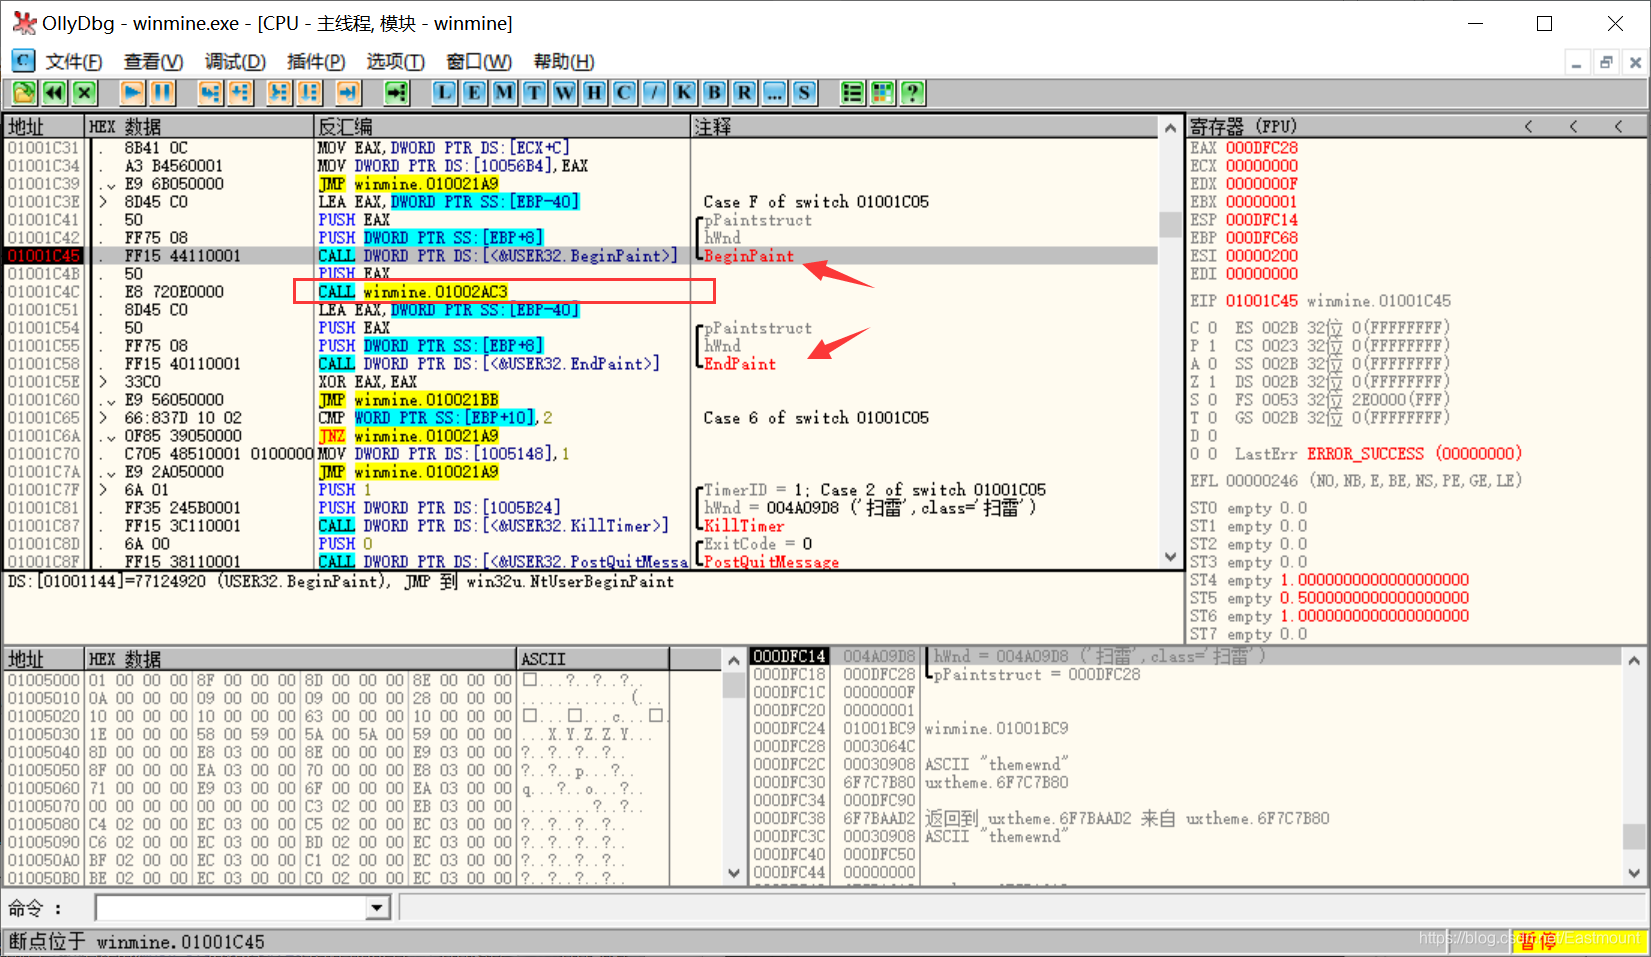 OllyDbg - winmine.exe - [CPU - 主线程, 模块 - winmine]
C 文件(F) 查看(V) 调试(D) 插件(P) 选项(T) 窗口(W) 帮助(H)
L E M T W H C / K B R ... S ?
地址 HEX 数据 反汇编 注释
01001C31 . 8B41 0C MOV EAX,DWORD PTR DS:[ECX+C]
01001C34 . A3 B4560001 MOV DWORD PTR DS:[10056B4],EAX
01001C39 . E9 6B050000 JMP winmine.010021A9
01001C3E > 8D45 C0 LEA EAX,DWORD PTR SS:[EBP-40] Case F of switch 01001C05
01001C41 . 50 PUSH EAX pPaintstruct
01001C42 . FF75 08 PUSH DWORD PTR SS:[EBP+8] hWnd
01001C45 . FF15 44110001 CALL DWORD PTR DS:[<&USER32.BeginPaint>] BeginPaint
01001C4B . 50 PUSH EAX
01001C4C . E8 720E0000 CALL winmine.01002AC3
01001C51 . 8D45 C0 LEA EAX,DWORD PTR SS:[EBP-40]
01001C54 . 50 PUSH EAX pPaintstruct
01001C55 . FF75 08 PUSH DWORD PTR SS:[EBP+8] hWnd
01001C58 . FF15 40110001 CALL DWORD PTR DS:[<&USER32.EndPaint>] EndPaint
01001C5E > 33C0 XOR EAX,EAX
01001C60 . E9 56050000 JMP winmine.010021BB
01001C65 > 66:837D 10 02 CMP WORD PTR SS:[EBP+10],2 Case 6 of switch 01001C05
01001C6A . 0F85 39050000 JNZ winmine.010021A9
01001C70 . C705 48510001 0100000 MOV DWORD PTR DS:[1005148],1
01001C7A . E9 2A050000 JMP winmine.010021A9
01001C7F > 6A 01 PUSH 1 TimerID = 1; Case 2 of switch 01001C05
01001C81 . FF35 245B0001 PUSH DWORD PTR DS:[1005B24] hWnd = 004A09D8 ('扫雷',class='扫雷')
01001C87 . FF15 3C110001 CALL DWORD PTR DS:[<&USER32.KillTimer>] KillTimer
01001C8D . 6A 00 PUSH 0 ExitCode = 0
01001C8F . FF15 38110001 CALL DWORD PTR DS:[<&USER32.PostQuitMessa PostQuitMessage
DS:[01001144]=77124920 (USER32.BeginPaint), JMP 到 win32u.NtUserBeginPaint
寄存器 (FPU) < < <
EAX 000DFC28
ECX 00000000
EDX 0000000F
EBX 00000001
ESP 000DFC14
EBP 000DFC68
ESI 00000200
EDI 00000000
EIP 01001C45 winmine.01001C45
C 0 ES 002B 32位 0(FFFFFFFF)
P 1 CS 0023 32位 0(FFFFFFFF)
A 0 SS 002B 32位 0(FFFFFFFF)
Z 1 DS 002B 32位 0(FFFFFFFF)
S 0 FS 0053 32位 2E0000(FFF)
T 0 GS 002B 32位 0(FFFFFFFF)
D 0
O 0 LastErr ERROR_SUCCESS (00000000)
EFL 00000246 (NO,NB,E,BE,NS,PE,GE,LE)
ST0 empty 0.0
ST1 empty 0.0
ST2 empty 0.0
ST3 empty 0.0
ST4 empty 1.0000000000000000000
ST5 empty 0.5000000000000000000
ST6 empty 1.0000000000000000000
ST7 empty 0.0
地址 HEX 数据 ASCII
01005000 01 00 00 00 8F 00 00 00 8D 00 00 00 8E 00 00 00 □...?..?..?..
01005010 0A 00 00 00 09 00 00 00 09 00 00 00 28 00 00 00 ............(...
01005020 10 00 00 00 10 00 00 00 63 00 00 00 10 00 00 00 □...□...c...□.
01005030 1E 00 00 00 58 00 59 00 5A 00 5A 00 59 00 00 00 ...X.Y.Z.Z.Y...
01005040 8D 00 00 00 E8 03 00 00 8E 00 00 00 E9 03 00 00 ?..?..?..?..
01005050 8F 00 00 00 EA 03 00 00 70 00 00 00 E8 03 00 00 ?..?..p...?..
01005060 71 00 00 00 E9 03 00 00 6F 00 00 00 EA 03 00 00 q...?..o...?..
01005070 00 00 00 00 00 00 00 00 C3 02 00 00 EB 03 00 00 ........?..?..
01005080 C4 02 00 00 EC 03 00 00 C5 02 00 00 EC 03 00 00 ?..?..?..?..
01005090 C6 02 00 00 EC 03 00 00 BD 02 00 00 EC 03 00 00 ?..?..?..?..
010050A0 BF 02 00 00 EC 03 00 00 C1 02 00 00 EC 03 00 00 ?..?..?..?..
010050B0 BE 02 00 00 EC 03 00 00 C0 02 00 00 EC 03 00 00 ?..?..?..?..
000DFC14 004A09D8 hWnd = 004A09D8 ('扫雷',class='扫雷')
000DFC18 000DFC28 pPaintstruct = 000DFC28
000DFC1C 0000000F
000DFC20 00000001
000DFC24 01001BC9 winmine.01001BC9
000DFC28 0003064C
000DFC2C 00030908 ASCII "themewnd"
000DFC30 6F7C7B80 uxtheme.6F7C7B80
000DFC34 000DFC90
000DFC38 6F7BAAD2 返回到 uxtheme.6F7BAAD2 来自 uxtheme.6F7C7B80
000DFC3C 00030908 ASCII "themewnd"
000DFC40 000DFC50
000DFC44 00000000
命令 :
断点位于 winmine.01001C45 暂停